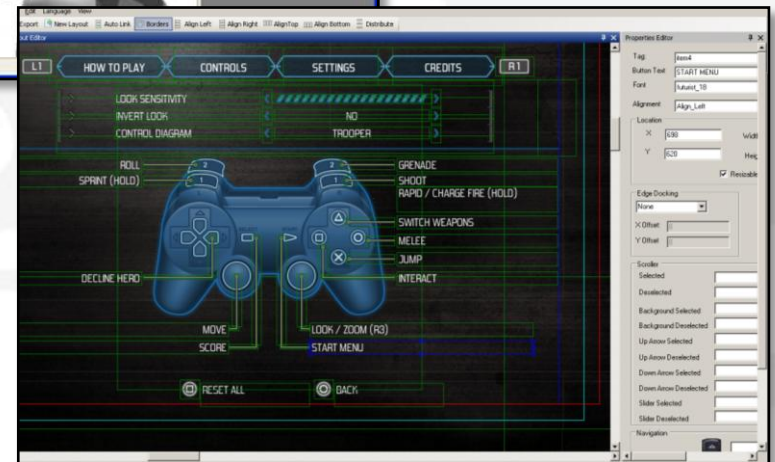 Edit Language View
Export New Layout Auto Link Borders Align Left Align Right AlignTop Align Bottom Distribute
out Editor
Properties Editor
L1 HOW TO PLAY CONTROLS SETTINGS CREDITS R1
LOOK SENSITIVITY
INVERT LOOK NO
CONTROL DIAGRAM TROOPER
ROLL 2 2 GRENADE
SPRINT (HOLD) 1 1 SHOOT
RAPID / CHARGE FIRE (HOLD)
SWITCH WEAPONS
MELEE
JUMP
DECLINE HERO INTERACT
MOVE LOOK / ZOOM (R3)
SCORE START MENU
RESET ALL BACK
Tag: item4
Button Text START MENU
Font futurist_18
Alignment Align_Left
Location
X 690 Widt
Y 620 Heig
Resizable
Edge Docking
None
X Offset
Y Offset
Scroller
Selected
Deselected
Background Selected
Background Deselected
Up Arrow Selected
Up Arrow Deselected
Down Arrow Selected
Down Arrow Deselected
Slider Selected
Slider Deselected
Navigation